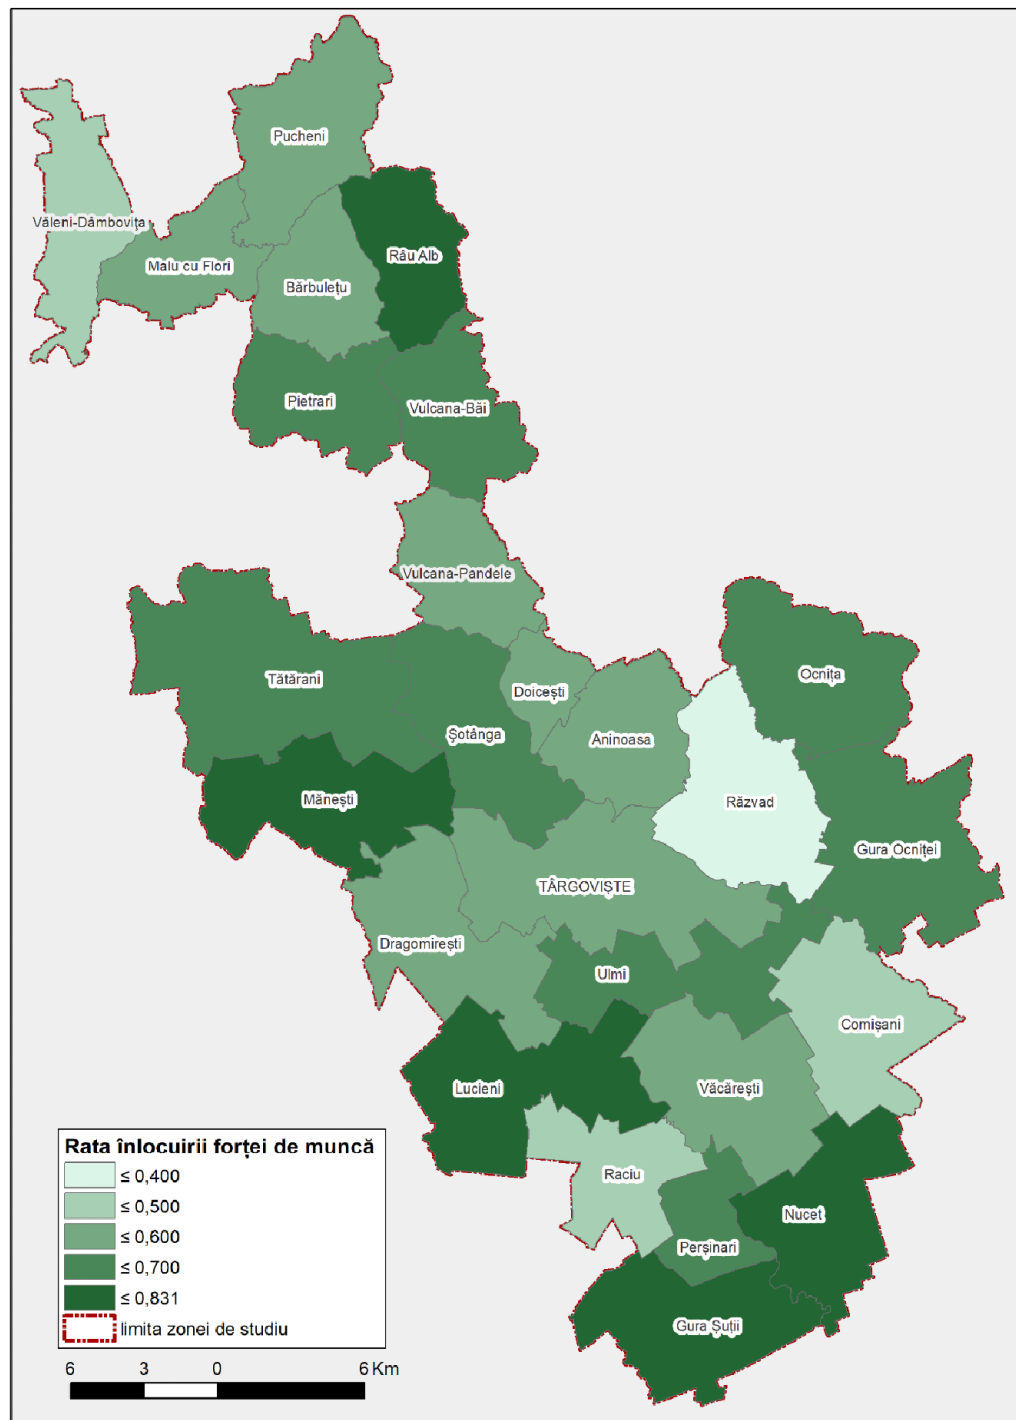 Pucheni
Văleni-Dâmbovița
Râu Alb
Malu cu Flori
Bărbulețu
Pietrari
Vulcana-Băi
Vulcana-Pandele
Tătărani
Ocnița
Doicești
Șotânga
Aninoasa
Mănești
Răzvad
Gura Ocniței
TÂRGOVIȘTE
Dragomirești
Ulmi
Comișani
Lucieni
Văcărești
Raciu
Nucet
Perșinari
Gura Șuții
Rata înlocuirii forței de muncă
≤ 0,400
≤ 0,500
≤ 0,600
≤ 0,700
≤ 0,831
limita zonei de studiu
6 3 0 6 Km